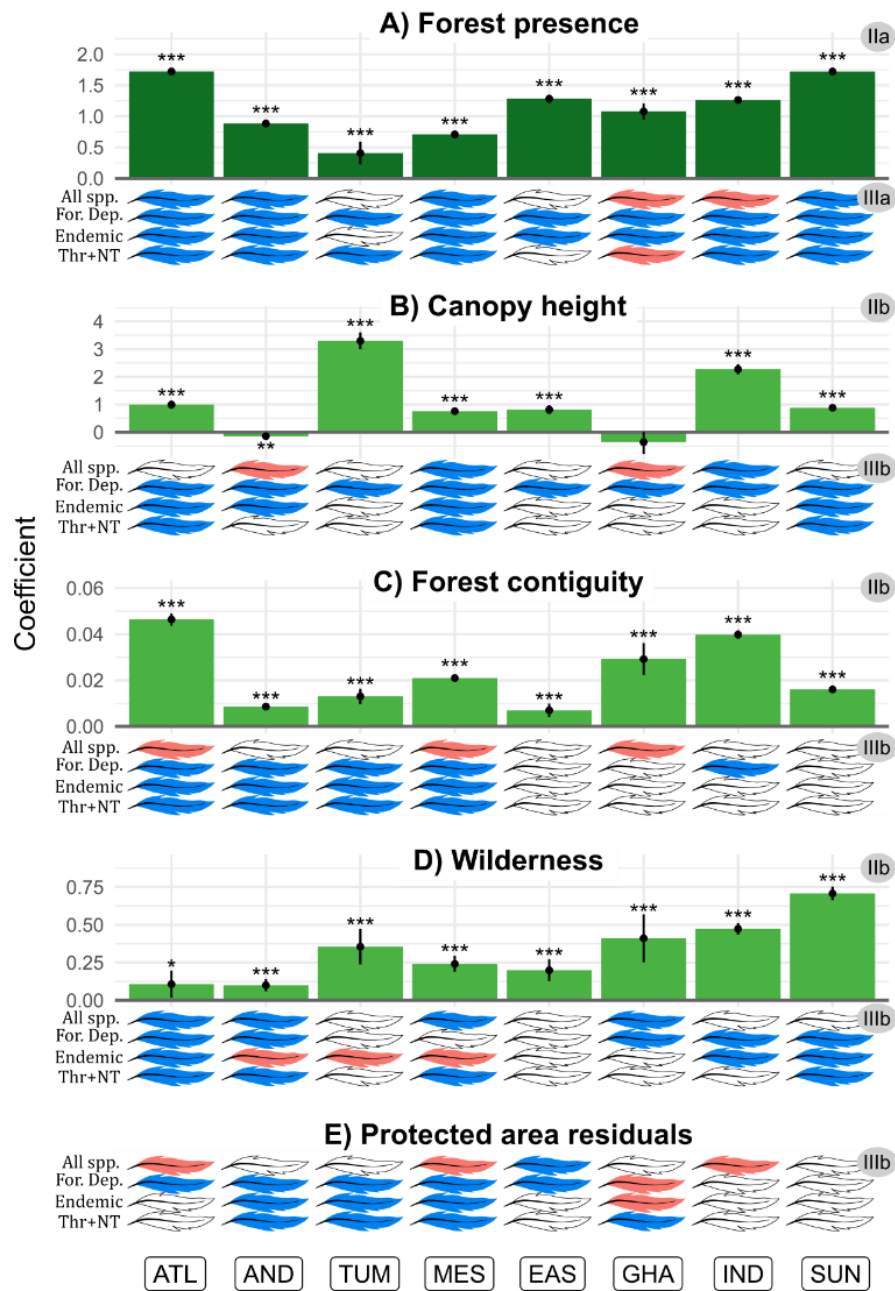 A) Forest presence
IIa
2.0
1.5
1.0
0.5
0.0
*** *** *** *** *** *** *** ***
All spp.
IIIa
For. Dep.
Endemic
Thr+NT
B) Canopy height
IIb
4
3
2
1
0
*** ** *** *** *** *** ***
All spp.
IIIb
For. Dep.
Endemic
Thr+NT
Coefficient
C) Forest contiguity
IIb
0.06
0.04
0.02
0.00
*** *** *** *** *** *** *** ***
All spp.
IIIb
For. Dep.
Endemic
Thr+NT
D) Wilderness
IIb
0.75
0.50
0.25
0.00
* *** *** *** *** *** *** ***
All spp.
IIIb
For. Dep.
Endemic
Thr+NT
E) Protected area residuals
All spp.
IIIb
For. Dep.
Endemic
Thr+NT
ATL AND TUM MES EAS GHA IND SUN